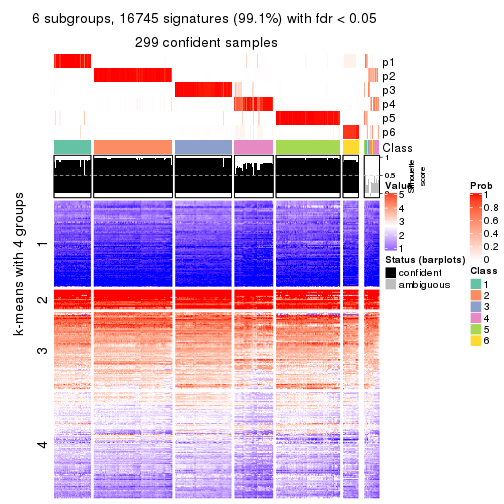 6 subgroups, 16745 signatures (99.1%) with fdr < 0.05
299 confident samples
p1
p2
p3
p4
p5
p6
Class
1
0.5
0
Silhouette
score
k-means with 4 groups
1
2
3
4
Value
5
4
3
2
1
Status (barplots)
confident
ambiguous
Prob
1
0.8
0.6
0.4
0.2
0
Class
1
2
3
4
5
6